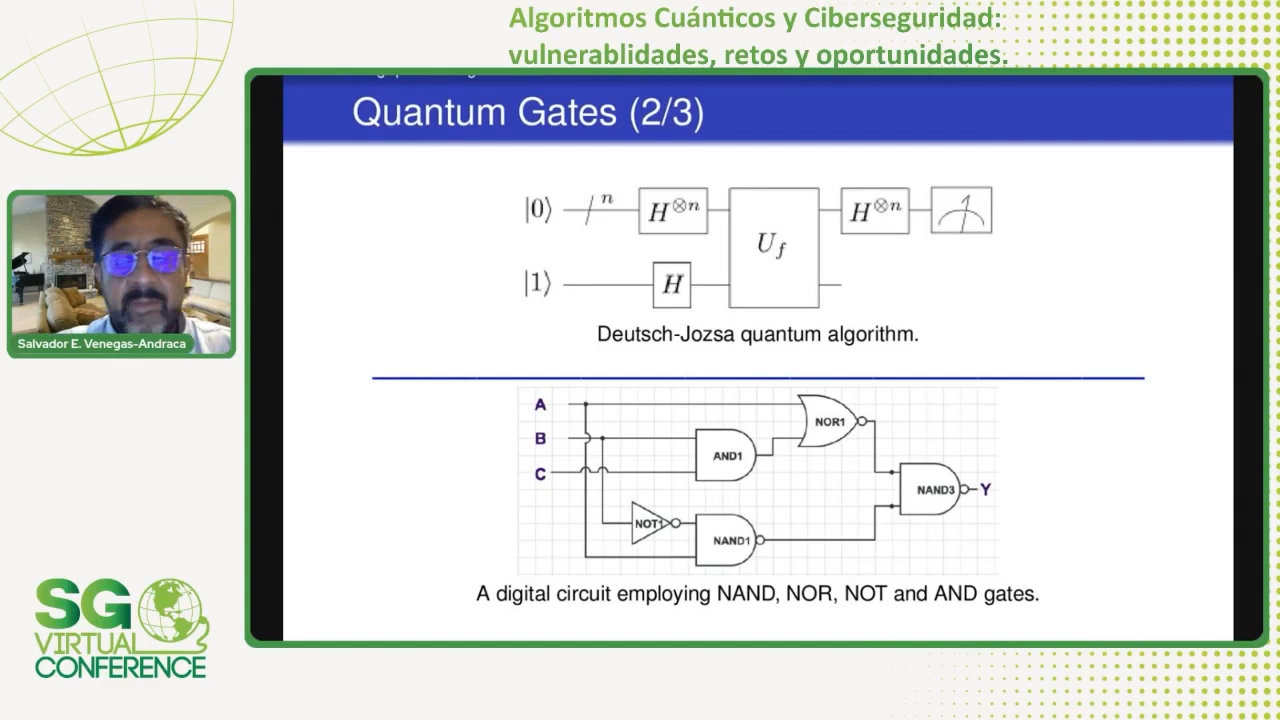 Algoritmos Cuánticos y Ciberseguridad:
vulnerablidades, retos y oportunidades.
Quantum Gates (2/3)
|0⟩ n H⊗n H⊗n
U_f
|1⟩ H
Deutsch-Jozsa quantum algorithm.
Salvador E. Venegas-Andraca
A
NOR1
B
AND1
C
NAND3 Y
NOT1
NAND1
A digital circuit employing NAND, NOR, NOT and AND gates.
SG
VIRTUAL
CONFERENCE